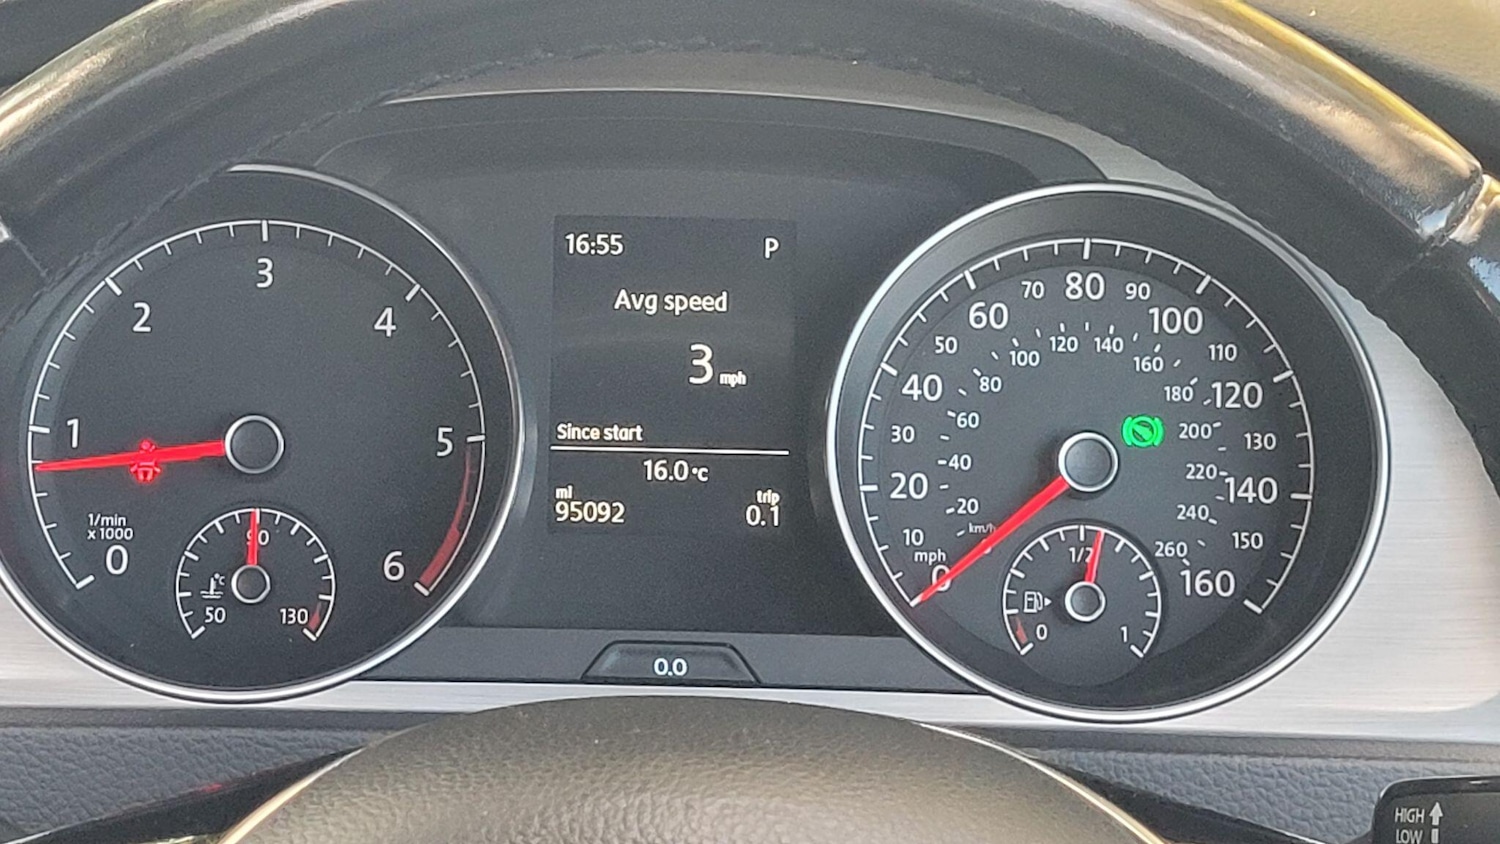 16:55 P
Avg speed
3 mph
Since start
16.0 °C
mi trip
95092 0.1
0.0
0 1 2 3 4 5 6
1/min
x 1000
50 90 130
°C
0 10 20 30 40 50 60 70 80 90 100 110 120 130 140 150 160
mph
km/h
20 40 60 80 100 120 140 160 180 200 220 240 260
0 1/2 1
HIGH
LOW